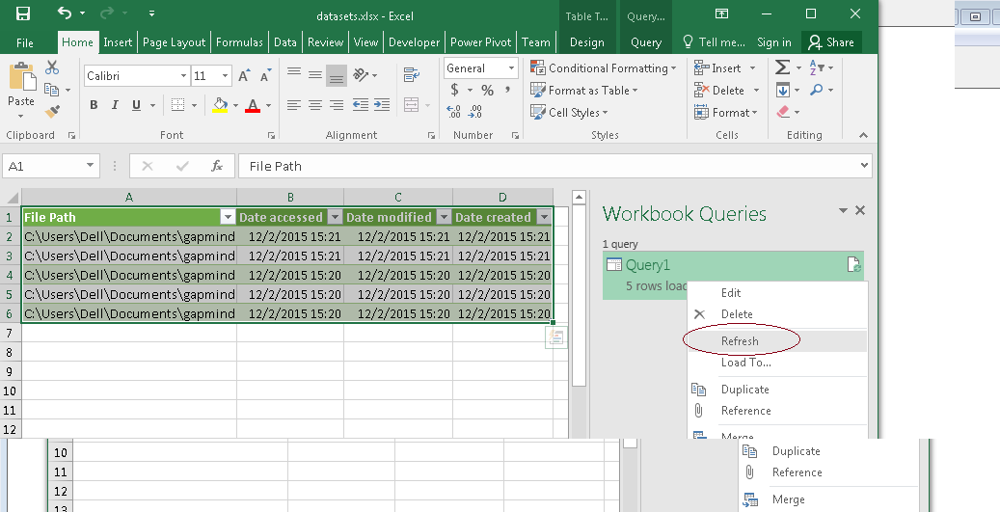 datasets.xlsx - Excel
Table T...
Query...
File
Home Insert Page Layout Formulas Data Review View Developer Power Pivot Team Design Query Tell me... Sign in Share
Paste
Calibri
11
B I U
General
$ % ,
Conditional Formatting
Format as Table
Cell Styles
Insert
Delete
Format
Clipboard Font Alignment Number Styles Cells Editing
A1
fx
File Path
A B C D
1 File Path Date accessed Date modified Date created
2 C:\Users\Dell\Documents\gapmind 12/2/2015 15:21 12/2/2015 15:21 12/2/2015 15:21
3 C:\Users\Dell\Documents\gapmind 12/2/2015 15:21 12/2/2015 15:21 12/2/2015 15:21
4 C:\Users\Dell\Documents\gapmind 12/2/2015 15:20 12/2/2015 15:20 12/2/2015 15:20
5 C:\Users\Dell\Documents\gapmind 12/2/2015 15:20 12/2/2015 15:20 12/2/2015 15:20
6 C:\Users\Dell\Documents\gapmind 12/2/2015 15:20 12/2/2015 15:20 12/2/2015 15:20
7
8
9
10
11
12
Workbook Queries
1 query
Query1
5 rows load
Edit
Delete
Refresh
Load To...
Duplicate
Reference
Merge
10
11
12
13
Duplicate
Reference
Merge